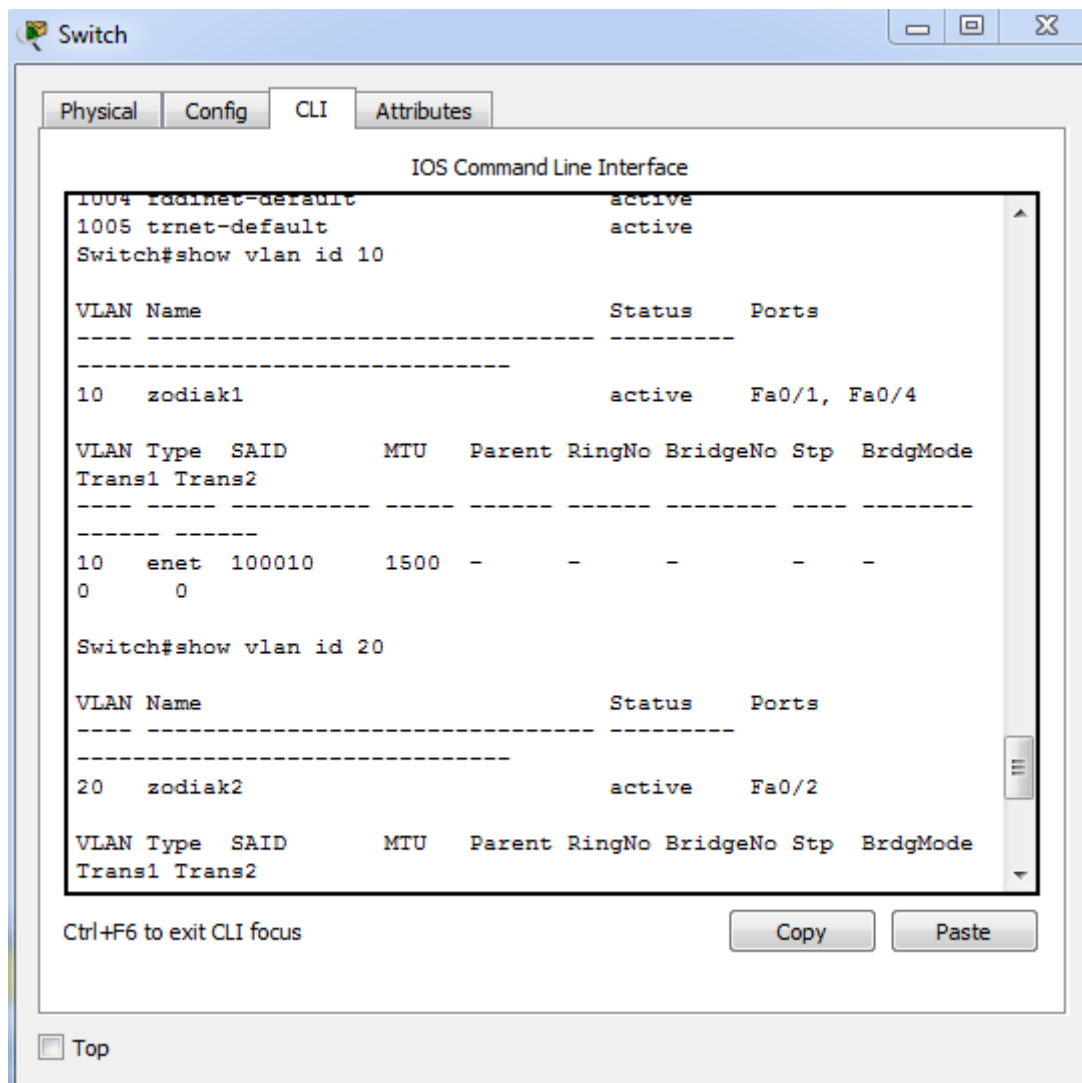 Switch
Physical Config CLI Attributes
IOS Command Line Interface
1004 fddinet-default                  active
1005 trnet-default                    active
Switch#show vlan id 10
VLAN Name                             Status    Ports
---- -------------------------------- ---------
-------------------------------
10   zodiak1                          active    Fa0/1, Fa0/4
VLAN Type  SAID       MTU   Parent RingNo BridgeNo Stp  BrdgMode
Trans1 Trans2
---- ----- ---------- ----- ------ ------ -------- ---- --------
------ ------
10   enet  100010     1500  -      -      -        -    -
0      0
Switch#show vlan id 20
VLAN Name                             Status    Ports
---- -------------------------------- ---------
-------------------------------
20   zodiak2                          active    Fa0/2
VLAN Type  SAID       MTU   Parent RingNo BridgeNo Stp  BrdgMode
Trans1 Trans2
Ctrl+F6 to exit CLI focus
Copy Paste
Top